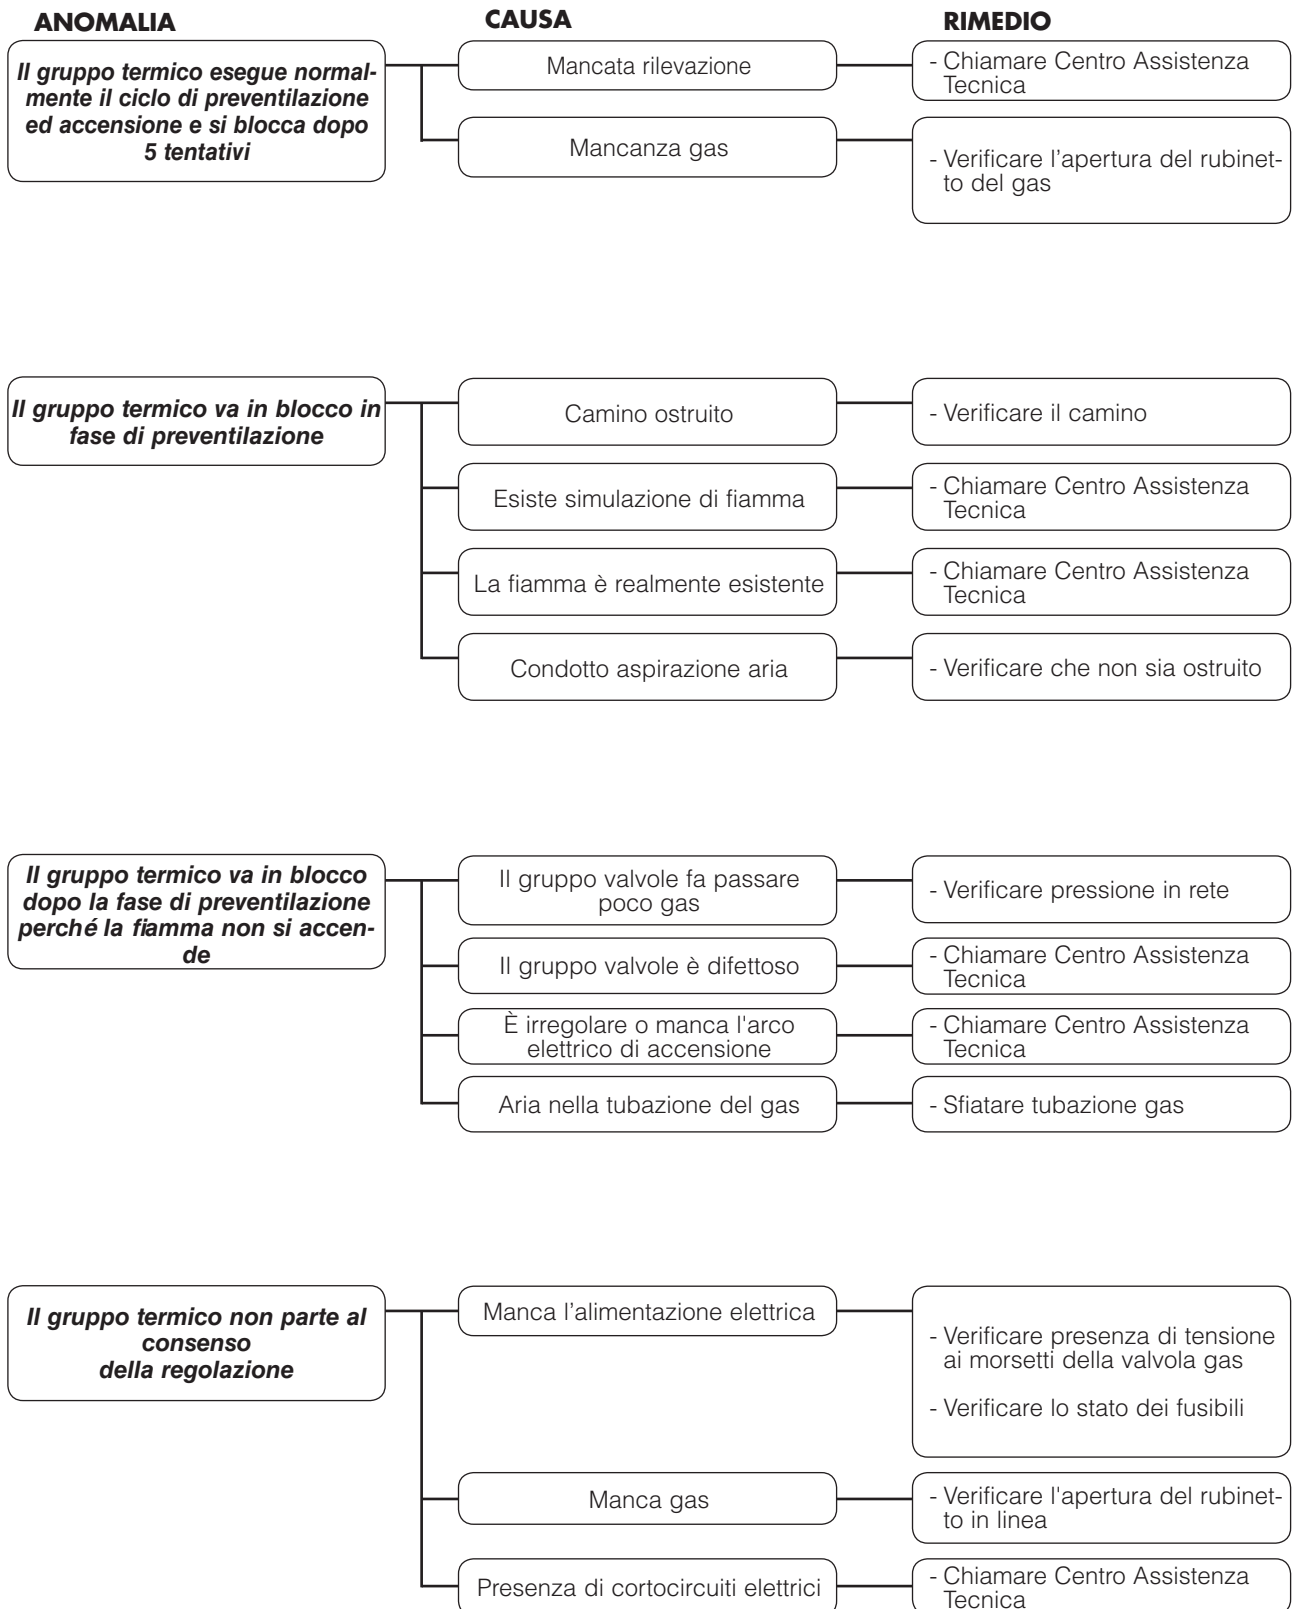 ANOMALIA
CAUSA
RIMEDIO
Il gruppo termico esegue normal-
mente il ciclo di preventilazione
ed accensione e si blocca dopo
5 tentativi
Mancata rilevazione
- Chiamare Centro Assistenza
Tecnica
Mancanza gas
- Verificare l’apertura del rubinet-
to del gas
Il gruppo termico va in blocco in
fase di preventilazione
Camino ostruito
- Verificare il camino
Esiste simulazione di fiamma
- Chiamare Centro Assistenza
Tecnica
La fiamma è realmente esistente
- Chiamare Centro Assistenza
Tecnica
Condotto aspirazione aria
- Verificare che non sia ostruito
Il gruppo termico va in blocco
dopo la fase di preventilazione
perché la fiamma non si accen-
de
Il gruppo valvole fa passare
poco gas
- Verificare pressione in rete
Il gruppo valvole è difettoso
- Chiamare Centro Assistenza
Tecnica
È irregolare o manca l'arco
elettrico di accensione
- Chiamare Centro Assistenza
Tecnica
Aria nella tubazione del gas
- Sfiatare tubazione gas
Il gruppo termico non parte al
consenso
della regolazione
Manca l’alimentazione elettrica
- Verificare presenza di tensione
ai morsetti della valvola gas
- Verificare lo stato dei fusibili
Manca gas
- Verificare l'apertura del rubinet-
to in linea
Presenza di cortocircuiti elettrici
- Chiamare Centro Assistenza
Tecnica